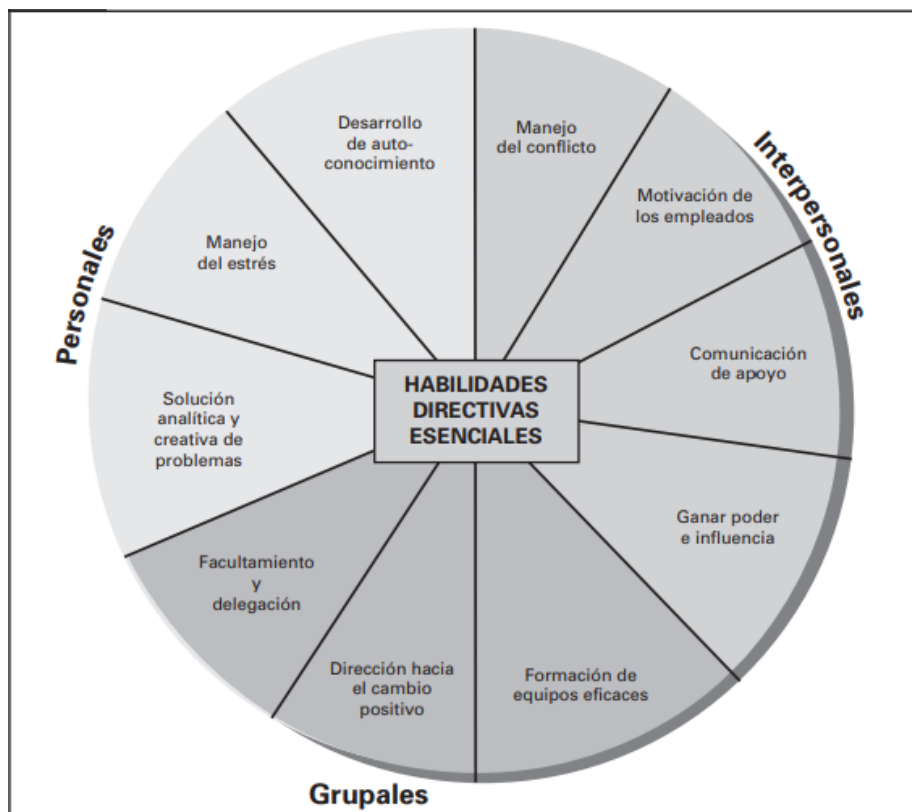 HABILIDADES
DIRECTIVAS
ESENCIALES
Personales
Desarrollo
de auto-
conocimiento
Manejo
del estrés
Solución
analítica y
creativa de
problemas
Interpersonales
Manejo
del conflicto
Motivación de
los empleados
Comunicación
de apoyo
Ganar poder
e influencia
Grupales
Facultamiento
y
delegación
Dirección hacia
el cambio
positivo
Formación de
equipos eficaces